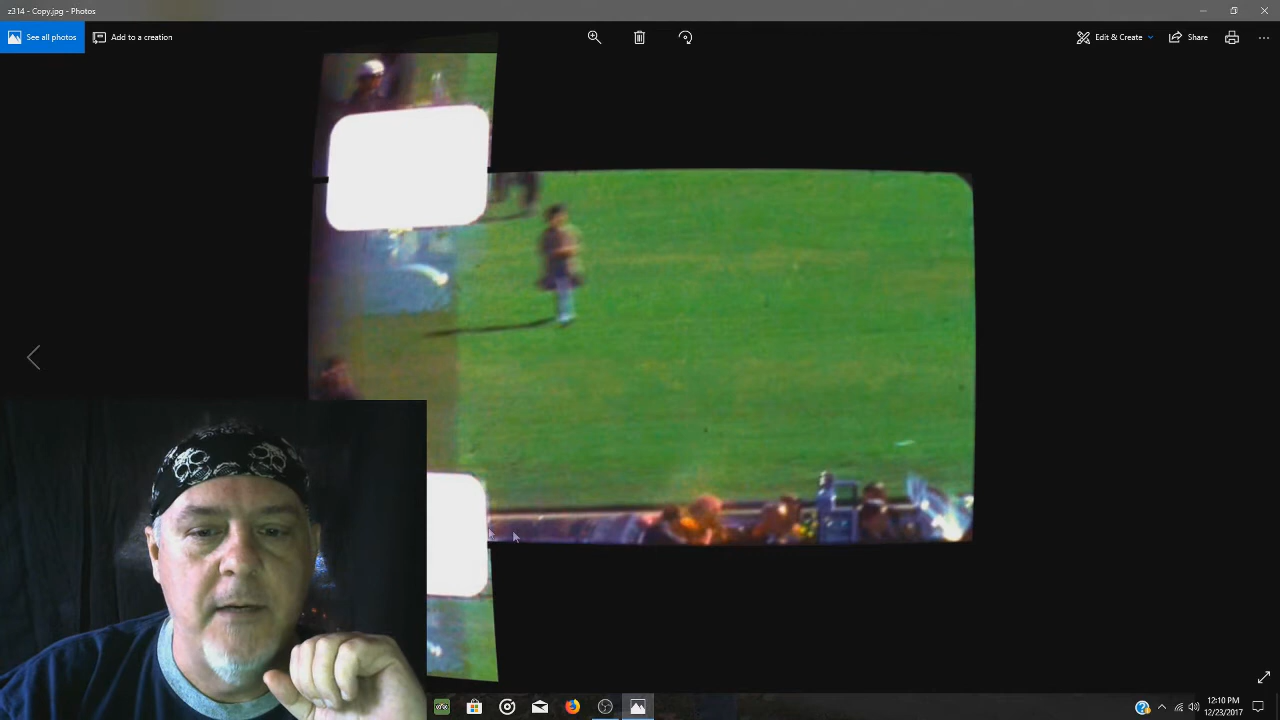 z314 - Copy.jpg - Photos
See all photos
Add to a creation
Edit & Create
Share
12:10 PM
12/23/2017